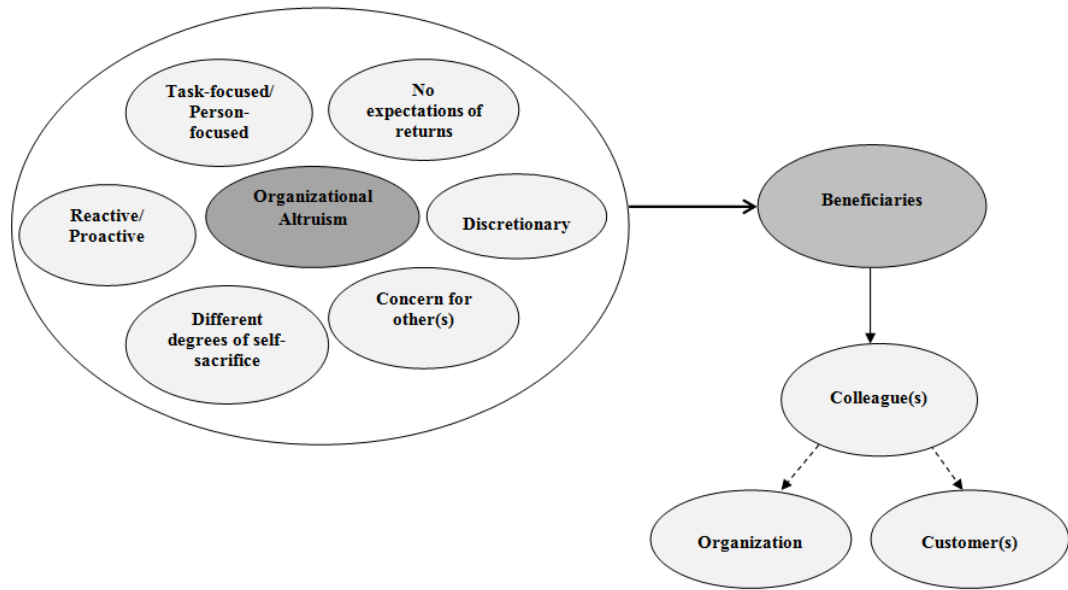 Task-focused/
Person-
focused
No
expectations of
returns
Organizational
Altruism
Reactive/
Proactive
Discretionary
Different
degrees of self-
sacrifice
Concern for
other(s)
Beneficiaries
Colleague(s)
Organization
Customer(s)